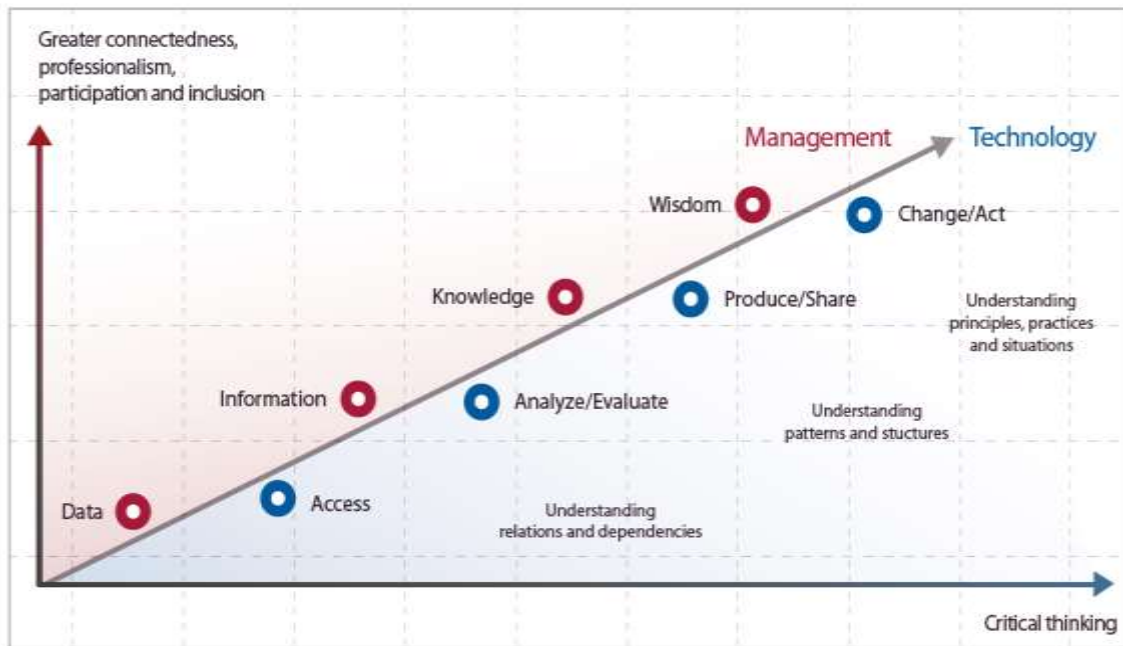 Greater connectedness,
professionalism,
participation and inclusion
Management
Technology
Wisdom
Change/Act
Knowledge
Produce/Share
Understanding
principles, practices
and situations
Information
Analyze/Evaluate
Understanding
patterns and stuctures
Data
Access
Understanding
relations and dependencies
Critical thinking